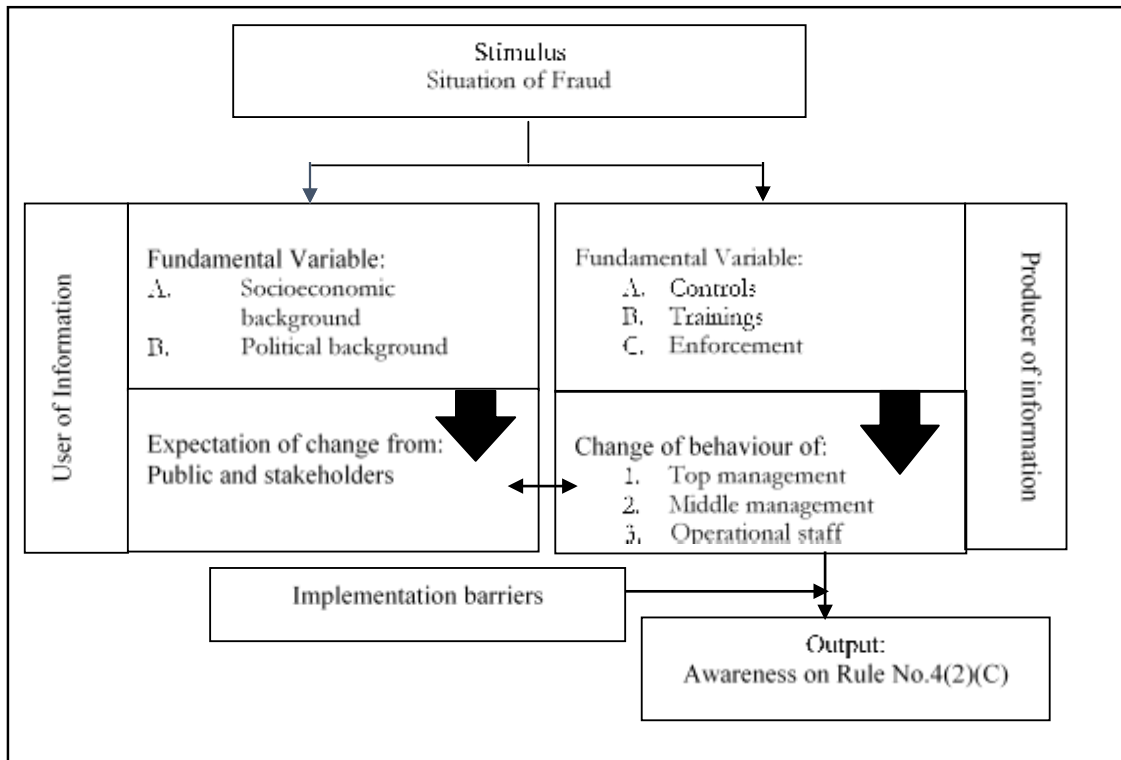 Stimulus
Situation of Fraud
User of Information
Fundamental Variable:
A. Socioeconomic
background
B. Political background
Expectation of change from:
Public and stakeholders
Fundamental Variable:
A. Controls
B. Trainings
C. Enforcement
Change of behaviour of:
1. Top management
2. Middle management
3. Operational staff
Producer of information
Implementation barriers
Output:
Awareness on Rule No.4(2)(C)